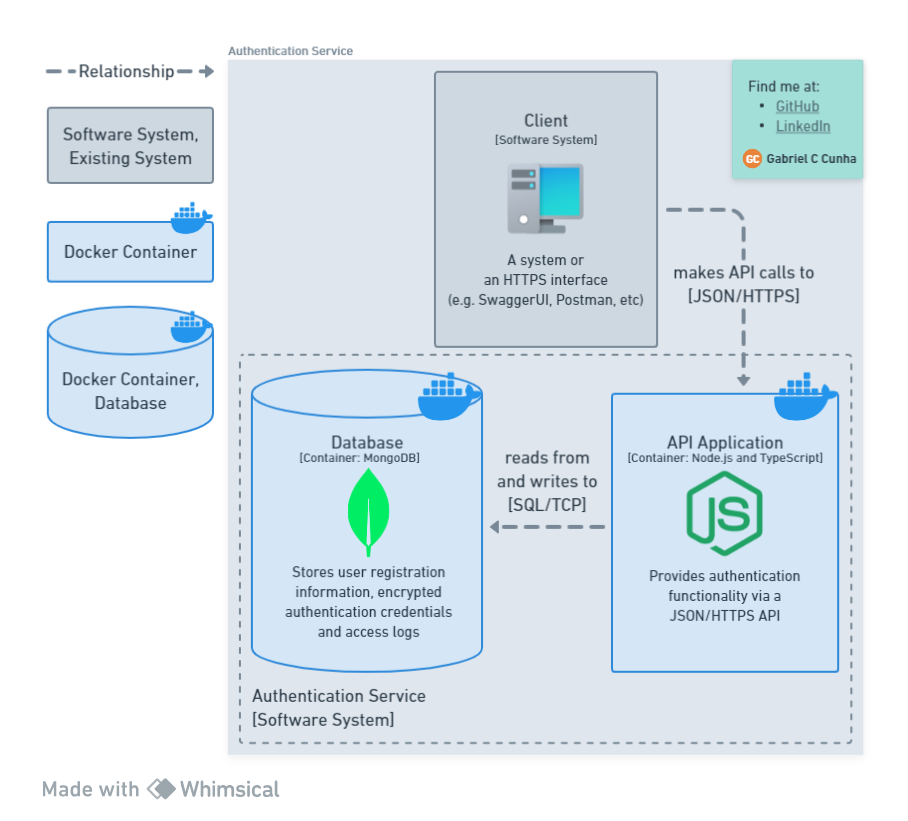 Authentication Service
Relationship
Software System,
Existing System
Docker Container
Docker Container,
Database
Client
[Software System]
A system or
an HTTPS interface
(e.g. SwaggerUI, Postman, etc)
Find me at:
• GitHub
• LinkedIn
GC Gabriel C Cunha
makes API calls to
[JSON/HTTPS]
Database
[Container: MongoDB]
Stores user registration
information, encrypted
authentication credentials
and access logs
reads from
and writes to
[SQL/TCP]
API Application
[Container: Node.js and TypeScript]
JS
Provides authentication
functionality via a
JSON/HTTPS API
Authentication Service
[Software System]
Made with Whimsical